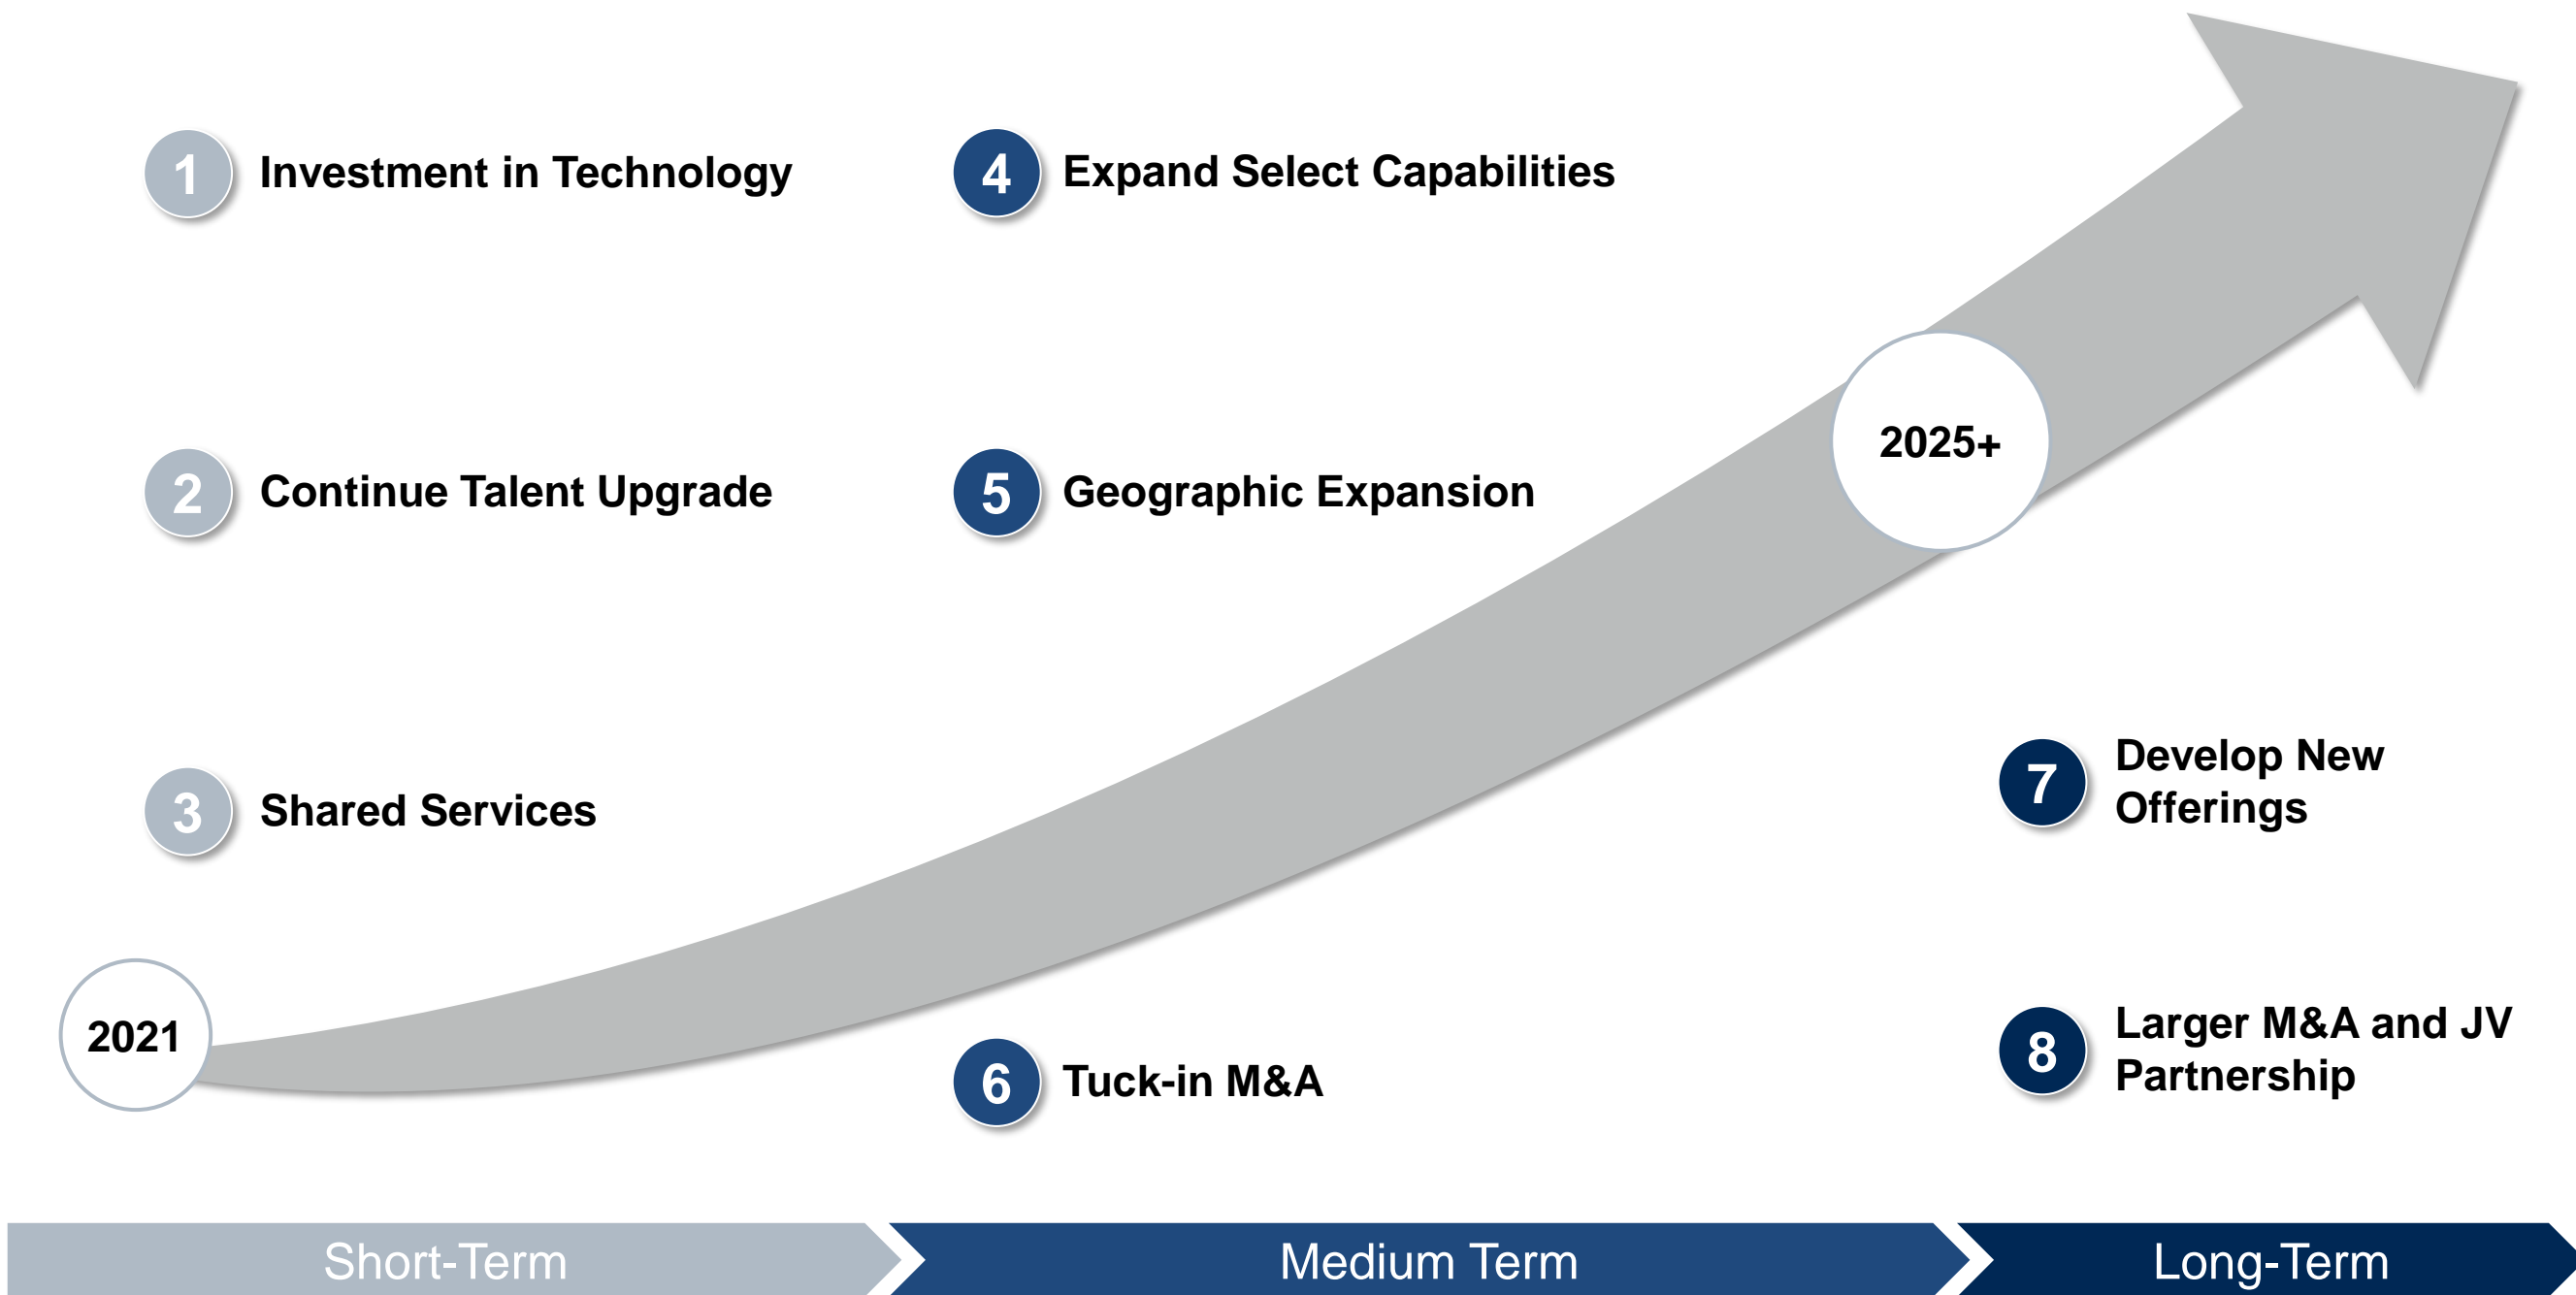 1 Investment in Technology
2 Continue Talent Upgrade
3 Shared Services
4 Expand Select Capabilities
5 Geographic Expansion
6 Tuck-in M&A
7 Develop New
Offerings
8 Larger M&A and JV
Partnership
2021
2025+
Short-Term
Medium Term
Long-Term